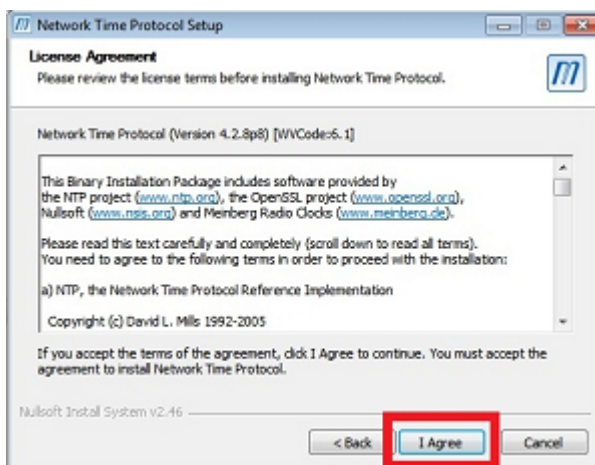 Network Time Protocol Setup
License Agreement
Please review the license terms before installing Network Time Protocol.
Network Time Protocol (Version 4.2.8p8) [WVCode=6.1]
This Binary Installation Package includes software provided by
the NTP project (www.ntp.org), the OpenSSL project (www.openssl.org),
Nullsoft (www.nsis.org) and Meinberg Radio Clocks (www.meinberg.de).
Please read this text carefully and completely (scroll down to read all terms).
You need to agree to the following terms in order to proceed with the installation:
a) NTP, the Network Time Protocol Reference Implementation
Copyright (c) David L. Mills 1992-2005
If you accept the terms of the agreement, click I Agree to continue. You must accept the
agreement to install Network Time Protocol.
Nullsoft Install System v2.46
< Back I Agree Cancel